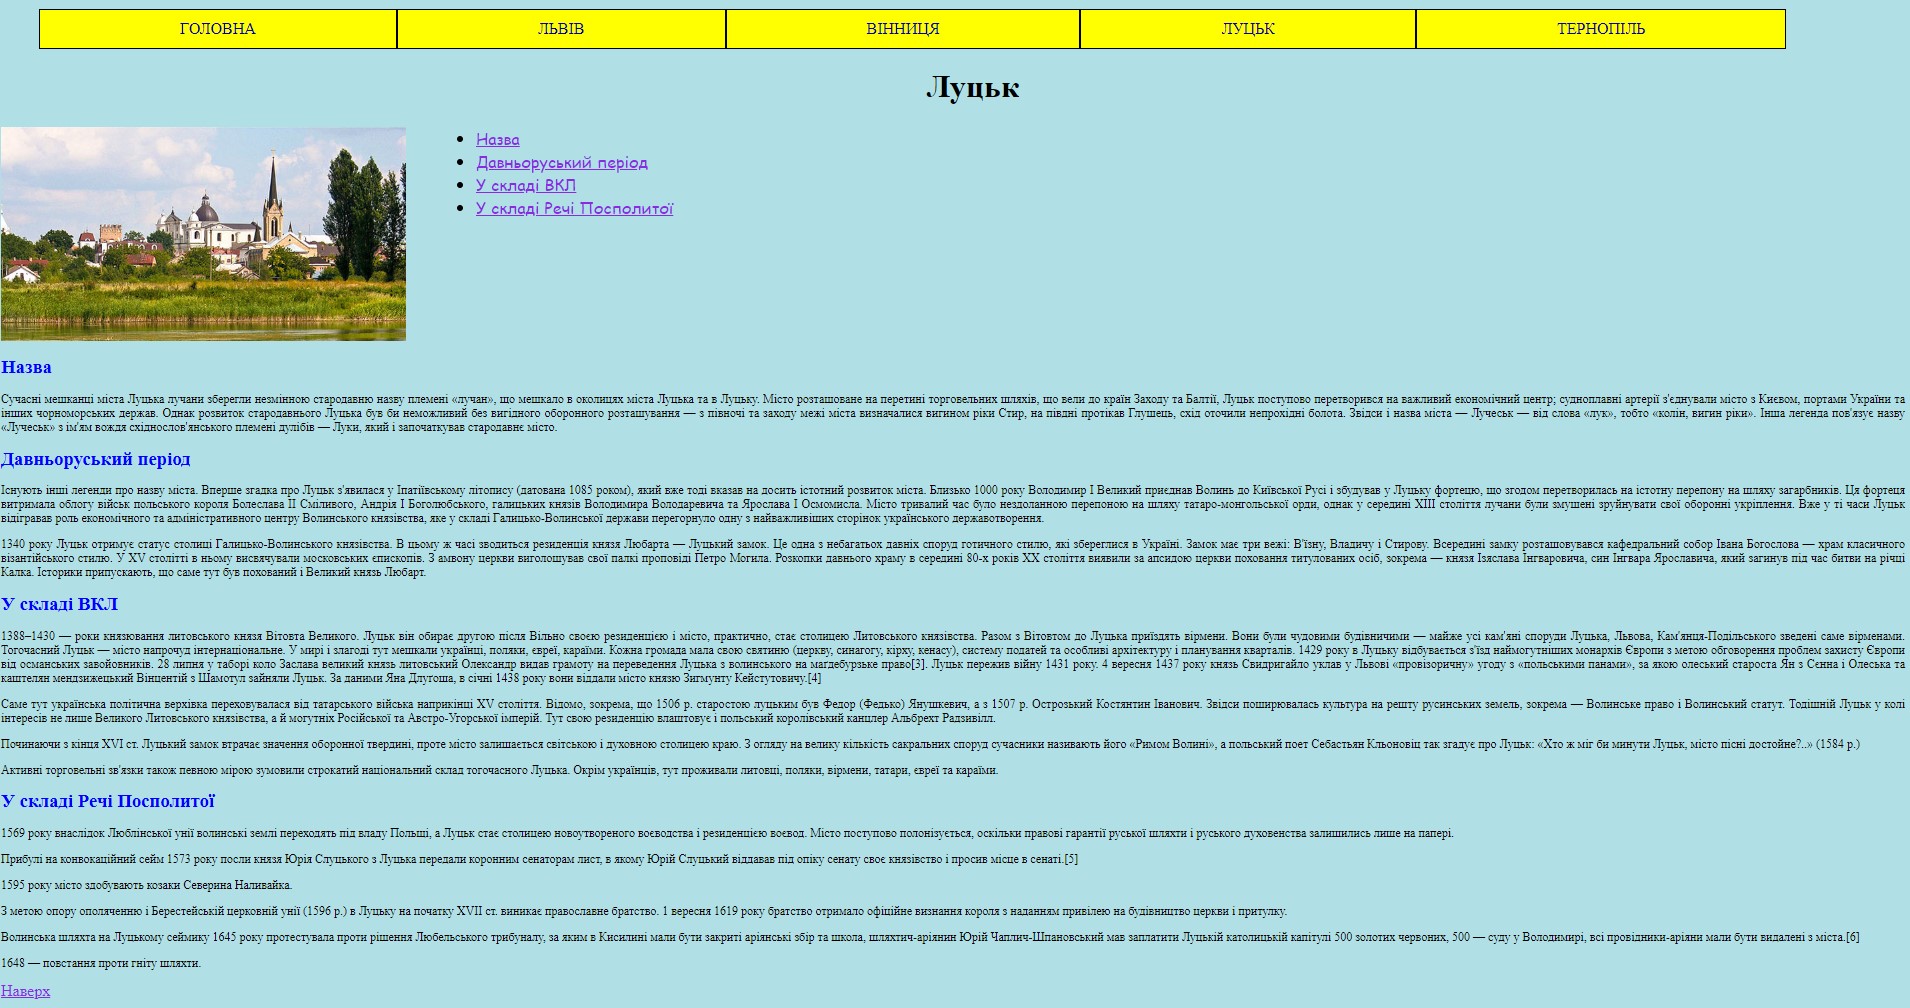 ГОЛОВНА ЛЬВІВ ВІННИЦЯ ЛУЦЬК ТЕРНОПІЛЬ
Луцьк
Назва
Давньоруський період
У складі ВКЛ
У складі Речі Посполитої
Назва
Сучасні мешканці міста Луцька лучани зберегли незмінною стародавню назву племені «лучан», що мешкало в околицях міста Луцька та в Луцьку. Місто розташоване на перетині торговельних шляхів, що вели до країн Заходу та Балтії, Луцьк поступово перетворився на важливий економічний центр; судноплавні артерії з'єднували місто з Києвом, портами України та
інших чорноморських держав. Однак розвиток стародавнього Луцька був би неможливий без вигідного оборонного розташування — з півночі та заходу межі міста визначалися вигином ріки Стир, на півдні протікав Глушець, схід оточили непрохідні болота. Звідси і назва міста — Лучеськ — від слова «лук», тобто «колін, вигин ріки». Інша легенда пов'язує назву
«Лучеськ» з ім'ям вождя східнослов'янського племені дулібів — Луки, який і започаткував стародавнє місто.
Давньоруський період
Існують інші легенди про назву міста. Вперше згадка про Луцьк з'явилася у Іпатіївському літопису (датована 1085 роком), який вже тоді вказав на досить істотний розвиток міста. Близько 1000 року Володимир І Великий приєднав Волинь до Київської Русі і збудував у Луцьку фортецю, що згодом перетворилась на істотну перепону на шляху загарбників. Ця фортеця
витримала облогу військ польського короля Болеслава II Сміливого, Андрія І Боголюбського, галицьких князів Володимира Володаревича та Ярослава І Осмомисла. Місто тривалий час було нездоланною перепоною на шляху татаро-монгольської орди, однак у середині XIII століття лучани були змушені зруйнувати свої оборонні укріплення. Вже у ті часи Луцьк
відігравав роль економічного та адміністративного центру Волинського князівства, яке у складі Галицько-Волинської держави перегорнуло одну з найважливіших сторінок українського державотворення.
1340 року Луцьк отримує статус столиці Галицько-Волинського князівства. В цьому ж часі зводиться резиденція князя Любарта — Луцький замок. Це одна з небагатьох давніх споруд готичного стилю, які збереглися в Україні. Замок має три вежі: В'їзну, Владичу і Стирову. Всередині замку розташовувався кафедральний собор Івана Богослова — храм класичного
візантійського стилю. У XV столітті в ньому висвячували московських єпископів. З амвону церкви виголошував свої палкі проповіді Петро Могила. Розкопки давнього храму в середині 80-х років XX століття виявили за апсидою церкви поховання титулованих осіб, зокрема — князя Ізяслава Інгваровича, син Інгвара Ярославича, який загинув під час битви на річці
Калка. Історики припускають, що саме тут був похований і Великий князь Любарт.
У складі ВКЛ
1388–1430 — роки князювання литовського князя Вітовта Великого. Луцьк він обирає другою після Вільно своєю резиденцією і місто, практично, стає столицею Литовського князівства. Разом з Вітовтом до Луцька приїздять вірмени. Вони були чудовими будівничими — майже усі кам'яні споруди Луцька, Львова, Кам'янця-Подільського зведені саме вірменами.
Тогочасний Луцьк — місто напрочуд інтернаціональне. У мирі і злагоді тут мешкали українці, поляки, євреї, караїми. Кожна громада мала свою святиню (церкву, синагогу, кірху, кенасу), систему податей та особливі архітектуру і планування кварталів. 1429 року в Луцьку відбувається з'їзд наймогутніших монархів Європи з метою обговорення проблем захисту Європи
від османських завойовників. 28 липня у таборі коло Заслава великий князь литовський Олександр видав грамоту на переведення Луцька з волинського на магдебурзьке право[3]. Луцьк пережив війну 1431 року. 4 вересня 1437 року князь Свидригайло уклав у Львові «провізоричну» угоду з «польськими панами», за якою олеський староста Ян з Сєнна і Олеська та
каштелян мендзижецький Вінцентій з Шамотул зайняли Луцьк. За даними Яна Длугоша, в січні 1438 року вони віддали місто князю Зигмунту Кейстутовичу.[4]
Саме тут українська політична верхівка переховувалася від татарського війська наприкінці XV століття. Відомо, зокрема, що 1506 р. старостою луцьким був Федор (Федько) Янушкевич, а з 1507 р. Острозький Костянтин Іванович. Звідси поширювалась культура на решту русинських земель, зокрема — Волинське право і Волинський статут. Тодішній Луцьк у колі
інтересів не лише Великого Литовського князівства, а й могутніх Російської та Австро-Угорської імперій. Тут свою резиденцію влаштовує і польський королівський канцлер Альбрехт Радзивілл.
Починаючи з кінця XVI ст. Луцький замок втрачає значення оборонної твердині, проте місто залишається світською і духовною столицею краю. З огляду на велику кількість сакральних споруд сучасники називають його «Римом Волині», а польський поет Себастьян Кльоновіц так згадує про Луцьк: «Хто ж міг би минути Луцьк, місто пісні достойне?..» (1584 р.)
Активні торговельні зв'язки також певною мірою зумовили строкатий національний склад тогочасного Луцька. Окрім українців, тут проживали литовці, поляки, вірмени, татари, євреї та караїми.
У складі Речі Посполитої
1569 року внаслідок Люблінської унії волинські землі переходять під владу Польщі, а Луцьк стає столицею новоутвореного воєводства і резиденцією воєвод. Місто поступово полонізується, оскільки правові гарантії руської шляхти і руського духовенства залишились лише на папері.
Прибулі на конвокаційний сейм 1573 року посли князя Юрія Слуцького з Луцька передали коронним сенаторам лист, в якому Юрій Слуцький віддавав під опіку сенату своє князівство і просив місце в сенаті.[5]
1595 року місто здобувають козаки Северина Наливайка.
З метою опору ополяченню і Берестейській церковній унії (1596 р.) в Луцьку на початку XVII ст. виникає православне братство. 1 вересня 1619 року братство отримало офіційне визнання короля з наданням привілею на будівництво церкви і притулку.
Волинська шляхта на Луцькому сеймику 1645 року протестувала проти рішення Любельського трибуналу, за яким в Кисилині мали бути закриті аріянські збір та школа, шляхтич-аріянин Юрій Чаплич-Шпановський мав заплатити Луцькій католицькій капітулі 500 золотих червоних, 500 — суду у Володимирі, всі провідники-аріяни мали бути видалені з міста.[6]
1648 — повстання проти гніту шляхти.
Наверх